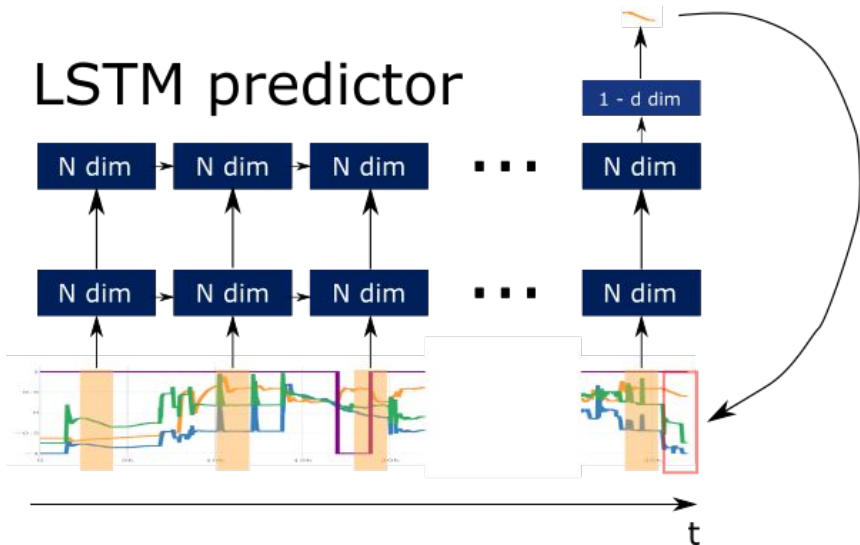 LSTM predictor
1 - d dim
N dim N dim N dim ... N dim
N dim N dim N dim ... N dim
t